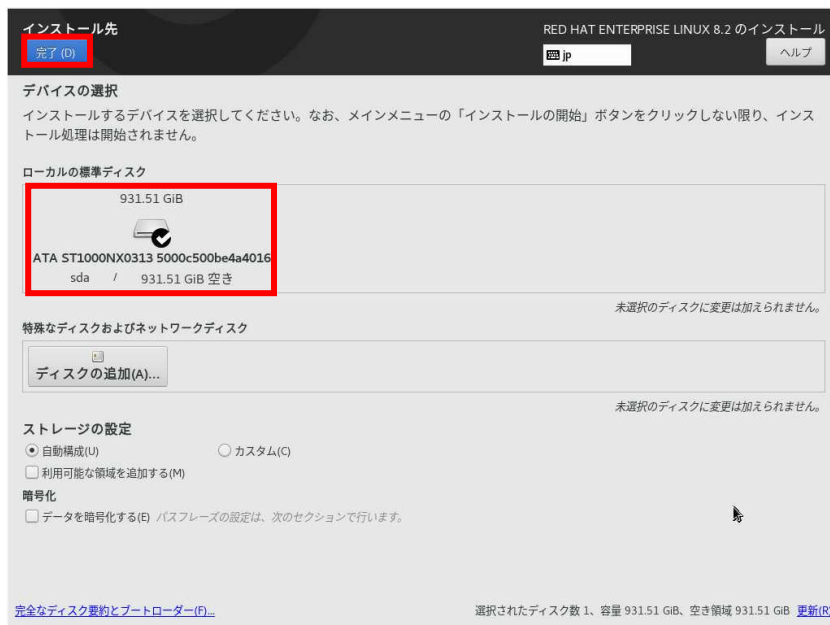 インストール先
RED HAT ENTERPRISE LINUX 8.2 のインストール
完了 (D)
jp
ヘルプ
デバイスの選択
インストールするデバイスを選択してください。なお、メインメニューの「インストールの開始」ボタンをクリックしない限り、インス
トール処理は開始されません。
ローカルの標準ディスク
931.51 GiB
ATA ST1000NX0313 5000c500be4a4016
sda / 931.51 GiB 空き
未選択のディスクに変更は加えられません。
特殊なディスクおよびネットワークディスク
ディスクの追加(A)...
未選択のディスクに変更は加えられません。
ストレージの設定
自動構成(U) カスタム(C)
利用可能な領域を追加する(M)
暗号化
データを暗号化する(E) パスフレーズの設定は、次のセクションで行います。
完全なディスク要約とブートローダー(F)...
選択されたディスク数 1、容量 931.51 GiB、空き領域 931.51 GiB 更新(R